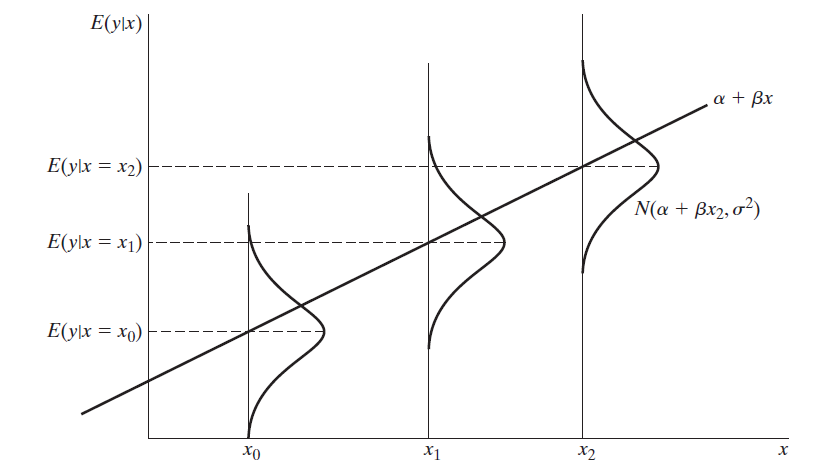 E(y|x)
α + βx
E(y|x = x₂)
N(α + βx₂, σ²)
E(y|x = x₁)
E(y|x = x₀)
x₀ x₁ x₂ x